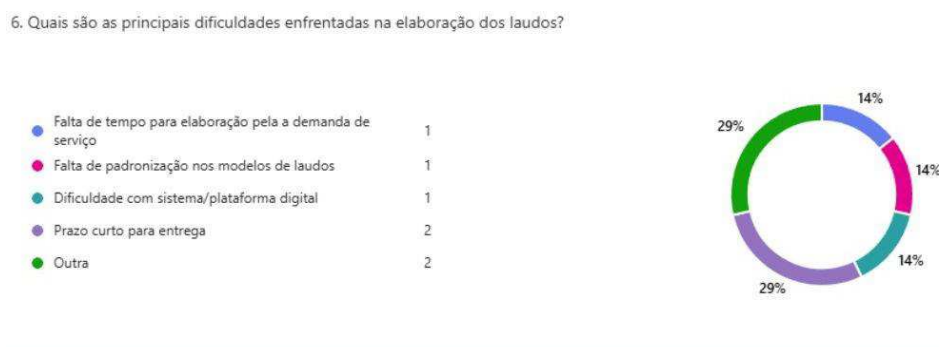 6. Quais são as principais dificuldades enfrentadas na elaboração dos laudos?
Falta de tempo para elaboração pela a demanda de
serviço
1
Falta de padronização nos modelos de laudos
1
Dificuldade com sistema/plataforma digital
1
Prazo curto para entrega
2
Outra
2
14%
29%
14%
14%
29%